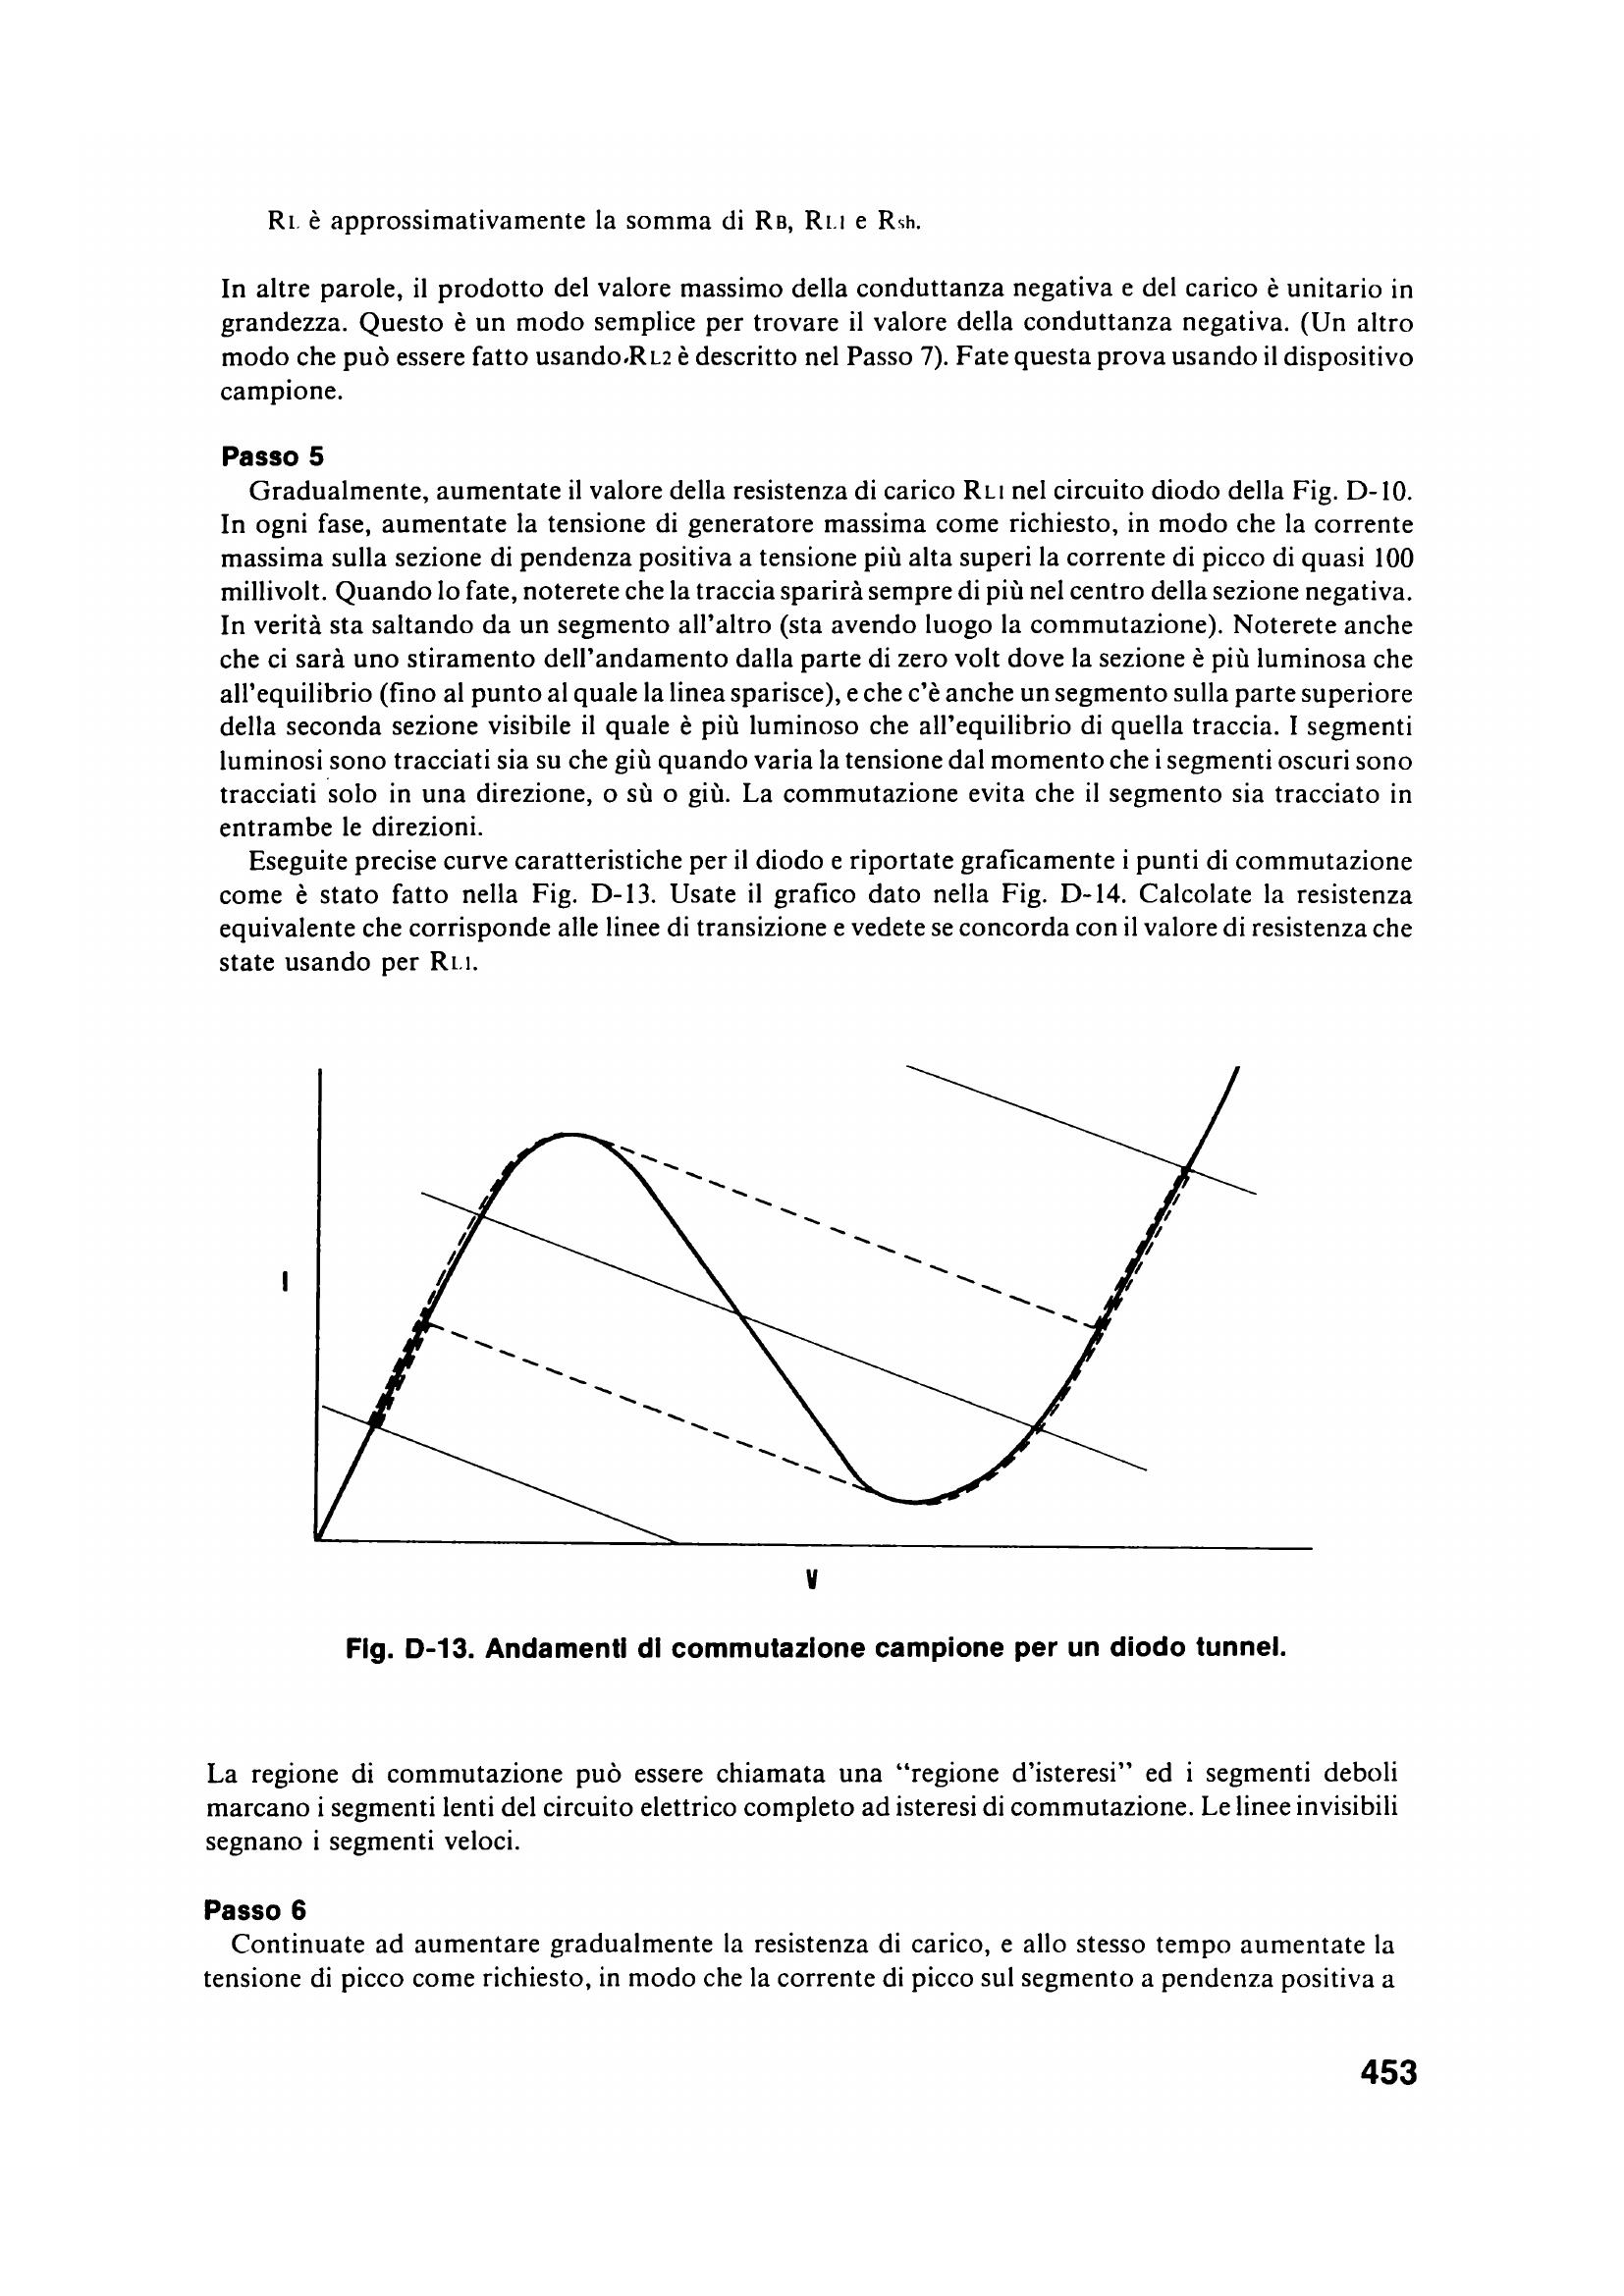 RL è approssimativamente la somma di RB, RL1 e Rsh.
In altre parole, il prodotto del valore massimo della conduttanza negativa e del carico è unitario in
grandezza. Questo è un modo semplice per trovare il valore della conduttanza negativa. (Un altro
modo che può essere fatto usando RL2 è descritto nel Passo 7). Fate questa prova usando il dispositivo
campione.
Passo 5
Gradualmente, aumentate il valore della resistenza di carico RL1 nel circuito diodo della Fig. D-10.
In ogni fase, aumentate la tensione di generatore massima come richiesto, in modo che la corrente
massima sulla sezione di pendenza positiva a tensione più alta superi la corrente di picco di quasi 100
millivolt. Quando lo fate, noterete che la traccia sparirà sempre di più nel centro della sezione negativa.
In verità sta saltando da un segmento all'altro (sta avendo luogo la commutazione). Noterete anche
che ci sarà uno stiramento dell'andamento dalla parte di zero volt dove la sezione è più luminosa che
all'equilibrio (fino al punto al quale la linea sparisce), e che c'è anche un segmento sulla parte superiore
della seconda sezione visibile il quale è più luminoso che all'equilibrio di quella traccia. I segmenti
luminosi sono tracciati sia su che giù quando varia la tensione dal momento che i segmenti oscuri sono
tracciati solo in una direzione, o sù o giù. La commutazione evita che il segmento sia tracciato in
entrambe le direzioni.
Eseguite precise curve caratteristiche per il diodo e riportate graficamente i punti di commutazione
come è stato fatto nella Fig. D-13. Usate il grafico dato nella Fig. D-14. Calcolate la resistenza
equivalente che corrisponde alle linee di transizione e vedete se concorda con il valore di resistenza che
state usando per RL1.
I
V
Fig. D-13. Andamenti di commutazione campione per un diodo tunnel.
La regione di commutazione può essere chiamata una “regione d'isteresi” ed i segmenti deboli
marcano i segmenti lenti del circuito elettrico completo ad isteresi di commutazione. Le linee invisibili
segnano i segmenti veloci.
Passo 6
Continuate ad aumentare gradualmente la resistenza di carico, e allo stesso tempo aumentate la
tensione di picco come richiesto, in modo che la corrente di picco sul segmento a pendenza positiva a
453